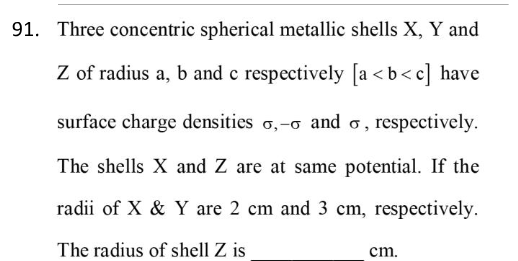 91. Three concentric spherical metallic shells X, Y and
Z of radius a, b and c respectively [a < b < c] have
surface charge densities σ,−σ and σ, respectively.
The shells X and Z are at same potential. If the
radii of X & Y are 2 cm and 3 cm, respectively.
The radius of shell Z is ____________ cm.